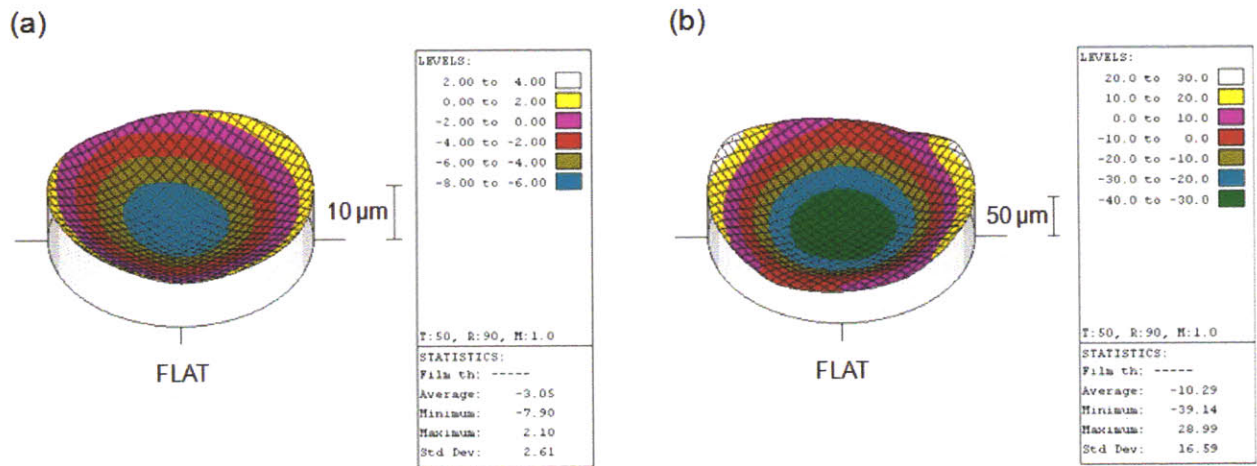 (a)
LEVELS:
2.00 to 4.00
0.00 to 2.00
-2.00 to 0.00
-4.00 to -2.00
-6.00 to -4.00
-8.00 to -6.00
10 µm
FLAT
T:50, R:90, M:1.0
STATISTICS:
Film th: -----
Average: -3.05
Minimum: -7.90
Maximum: 2.10
Std Dev: 2.61
(b)
LEVELS:
20.0 to 30.0
10.0 to 20.0
0.0 to 10.0
-10.0 to 0.0
-20.0 to -10.0
-30.0 to -20.0
-40.0 to -30.0
50 µm
FLAT
T:50, R:90, M:1.0
STATISTICS:
Film th: -----
Average: -10.29
Minimum: -39.14
Maximum: 28.99
Std Dev: 16.59